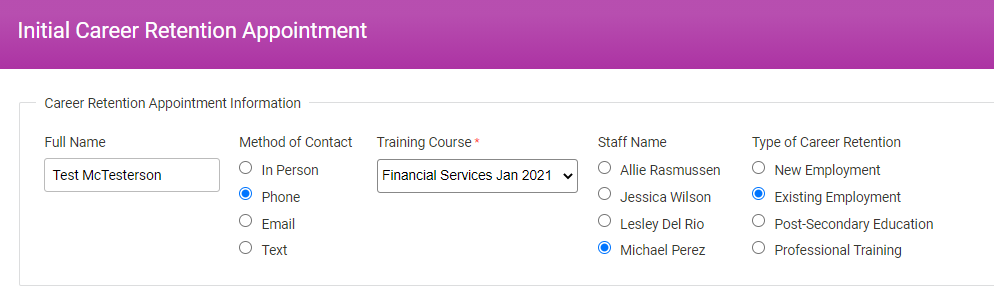 Initial Career Retention Appointment
Career Retention Appointment Information
Full Name
Test McTesterson
Method of Contact
In Person
Phone
Email
Text
Training Course *
Financial Services Jan 2021
Staff Name
Allie Rasmussen
Jessica Wilson
Lesley Del Rio
Michael Perez
Type of Career Retention
New Employment
Existing Employment
Post-Secondary Education
Professional Training